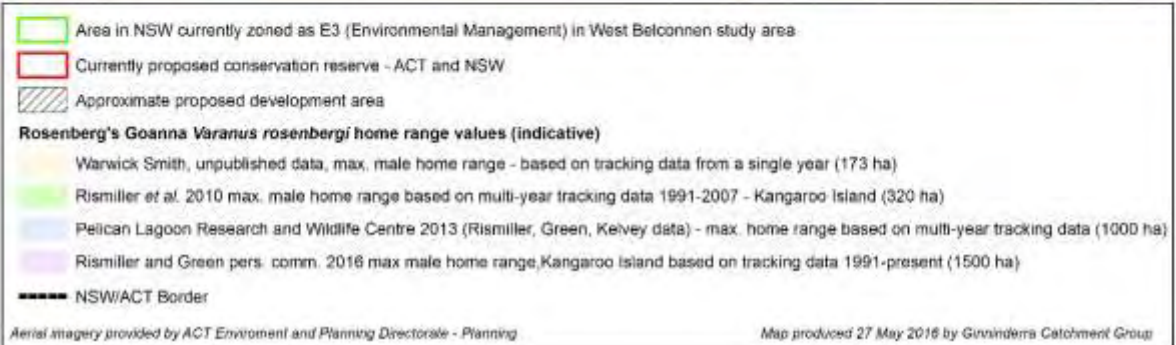 Area in NSW currently zoned as E3 (Environmental Management) in West Belconnen study area
Currently proposed conservation reserve - ACT and NSW
Approximate proposed development area
Rosenberg's Goanna Varanus rosenbergi home range values (indicative)
Warwick Smith, unpublished data, max. male home range - based on tracking data from a single year (173 ha)
Rismiller et al. 2010 max. male home range based on multi-year tracking data 1991-2007 - Kangaroo Island (320 ha)
Pelican Lagoon Research and Wildlife Centre 2013 (Rismiller, Green, Kelvey data) - max. home range based on multi-year tracking data (1000 ha)
Rismiller and Green pers. comm. 2016 max male home range,Kangaroo Island based on tracking data 1991-present (1500 ha)
NSW/ACT Border
Aerial imagery provided by ACT Enviroment and Planning Directorate - Planning Map produced 27 May 2016 by Ginninderra Catchment Group